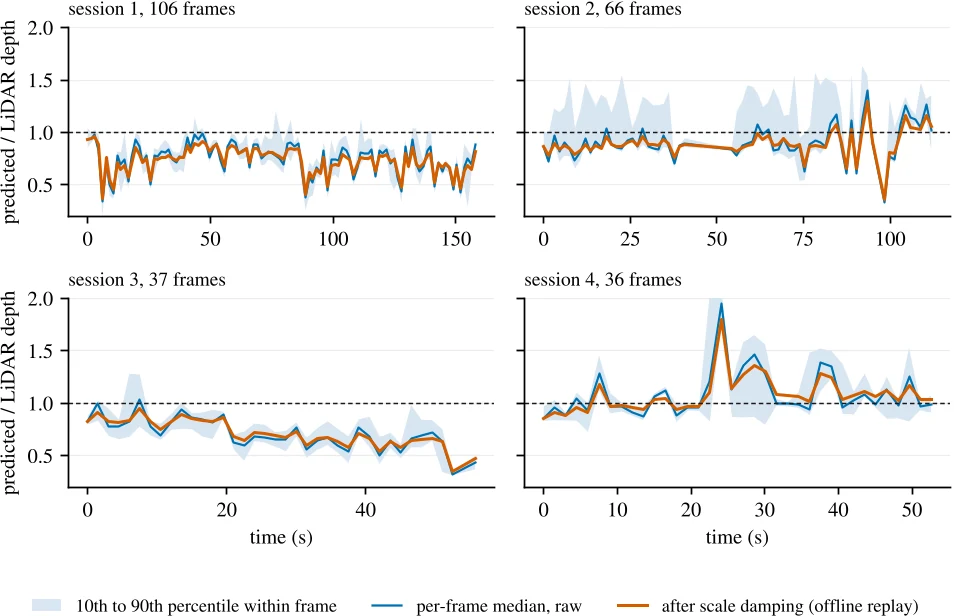 session 1, 106 frames
session 2, 66 frames
predicted / LiDAR depth
2.0
1.5
1.0
0.5
0 50 100 150
0 25 50 75 100
session 3, 37 frames
session 4, 36 frames
predicted / LiDAR depth
2.0
1.5
1.0
0.5
0 20 40
0 10 20 30 40 50
time (s)
time (s)
10th to 90th percentile within frame
per-frame median, raw
after scale damping (offline replay)